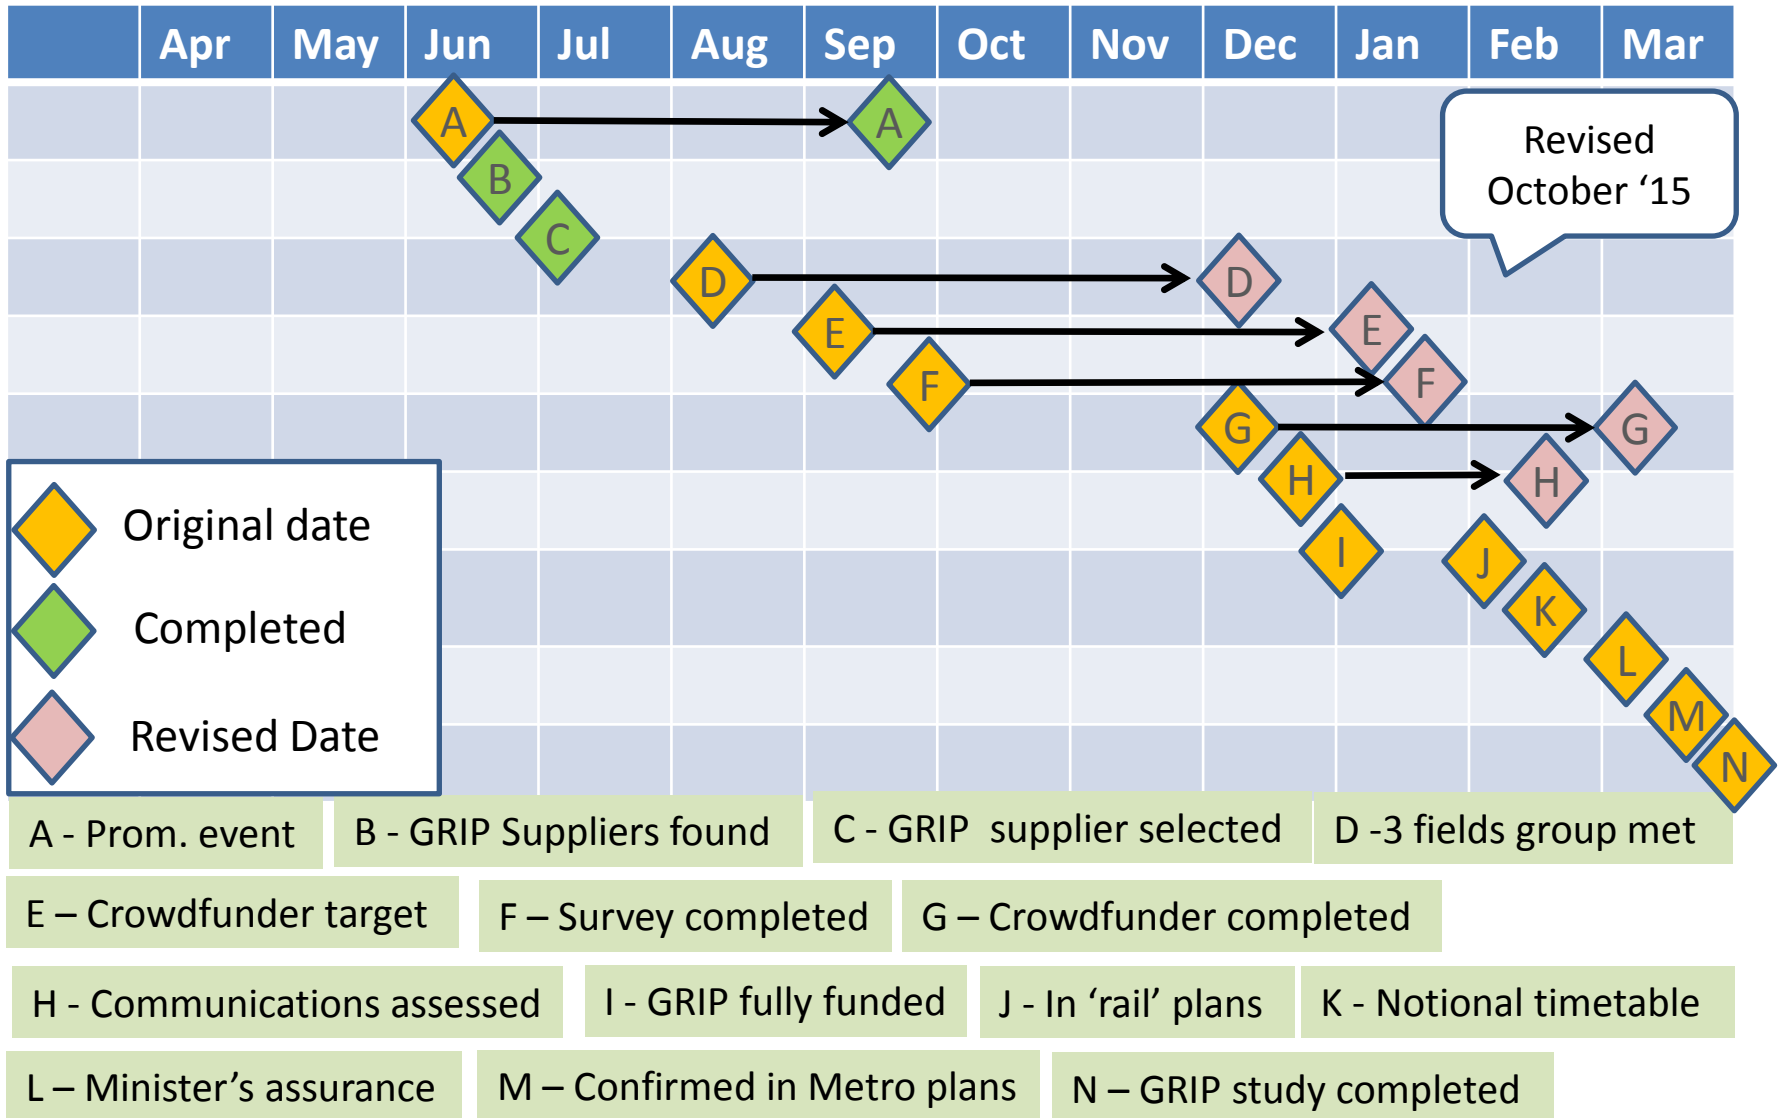 Apr May Jun Jul Aug Sep Oct Nov Dec Jan Feb Mar
A A
Revised
October ‘15
B
C
D D
E E
F F
G G
H H
I
J
K
L
M
N
Original date
Completed
Revised Date
A - Prom. event B - GRIP Suppliers found C - GRIP supplier selected D -3 fields group met
E – Crowdfunder target F – Survey completed G – Crowdfunder completed
H - Communications assessed I - GRIP fully funded J - In ‘rail’ plans K - Notional timetable
L – Minister’s assurance M – Confirmed in Metro plans N – GRIP study completed